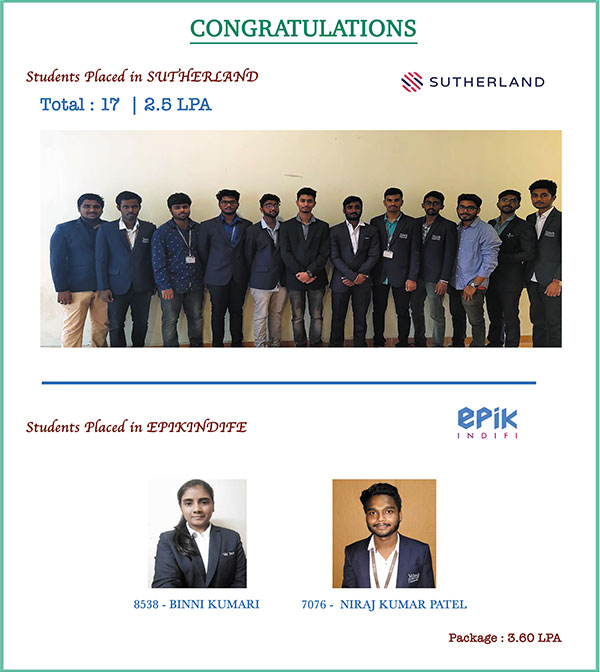 CONGRATULATIONS
Students Placed in SUTHERLAND
SUTHERLAND
Total : 17 | 2.5 LPA
Students Placed in EPIKINDIFE
EPiK
INDIFI
8538 - BINNI KUMARI
7076 - NIRAJ KUMAR PATEL
Package : 3.60 LPA